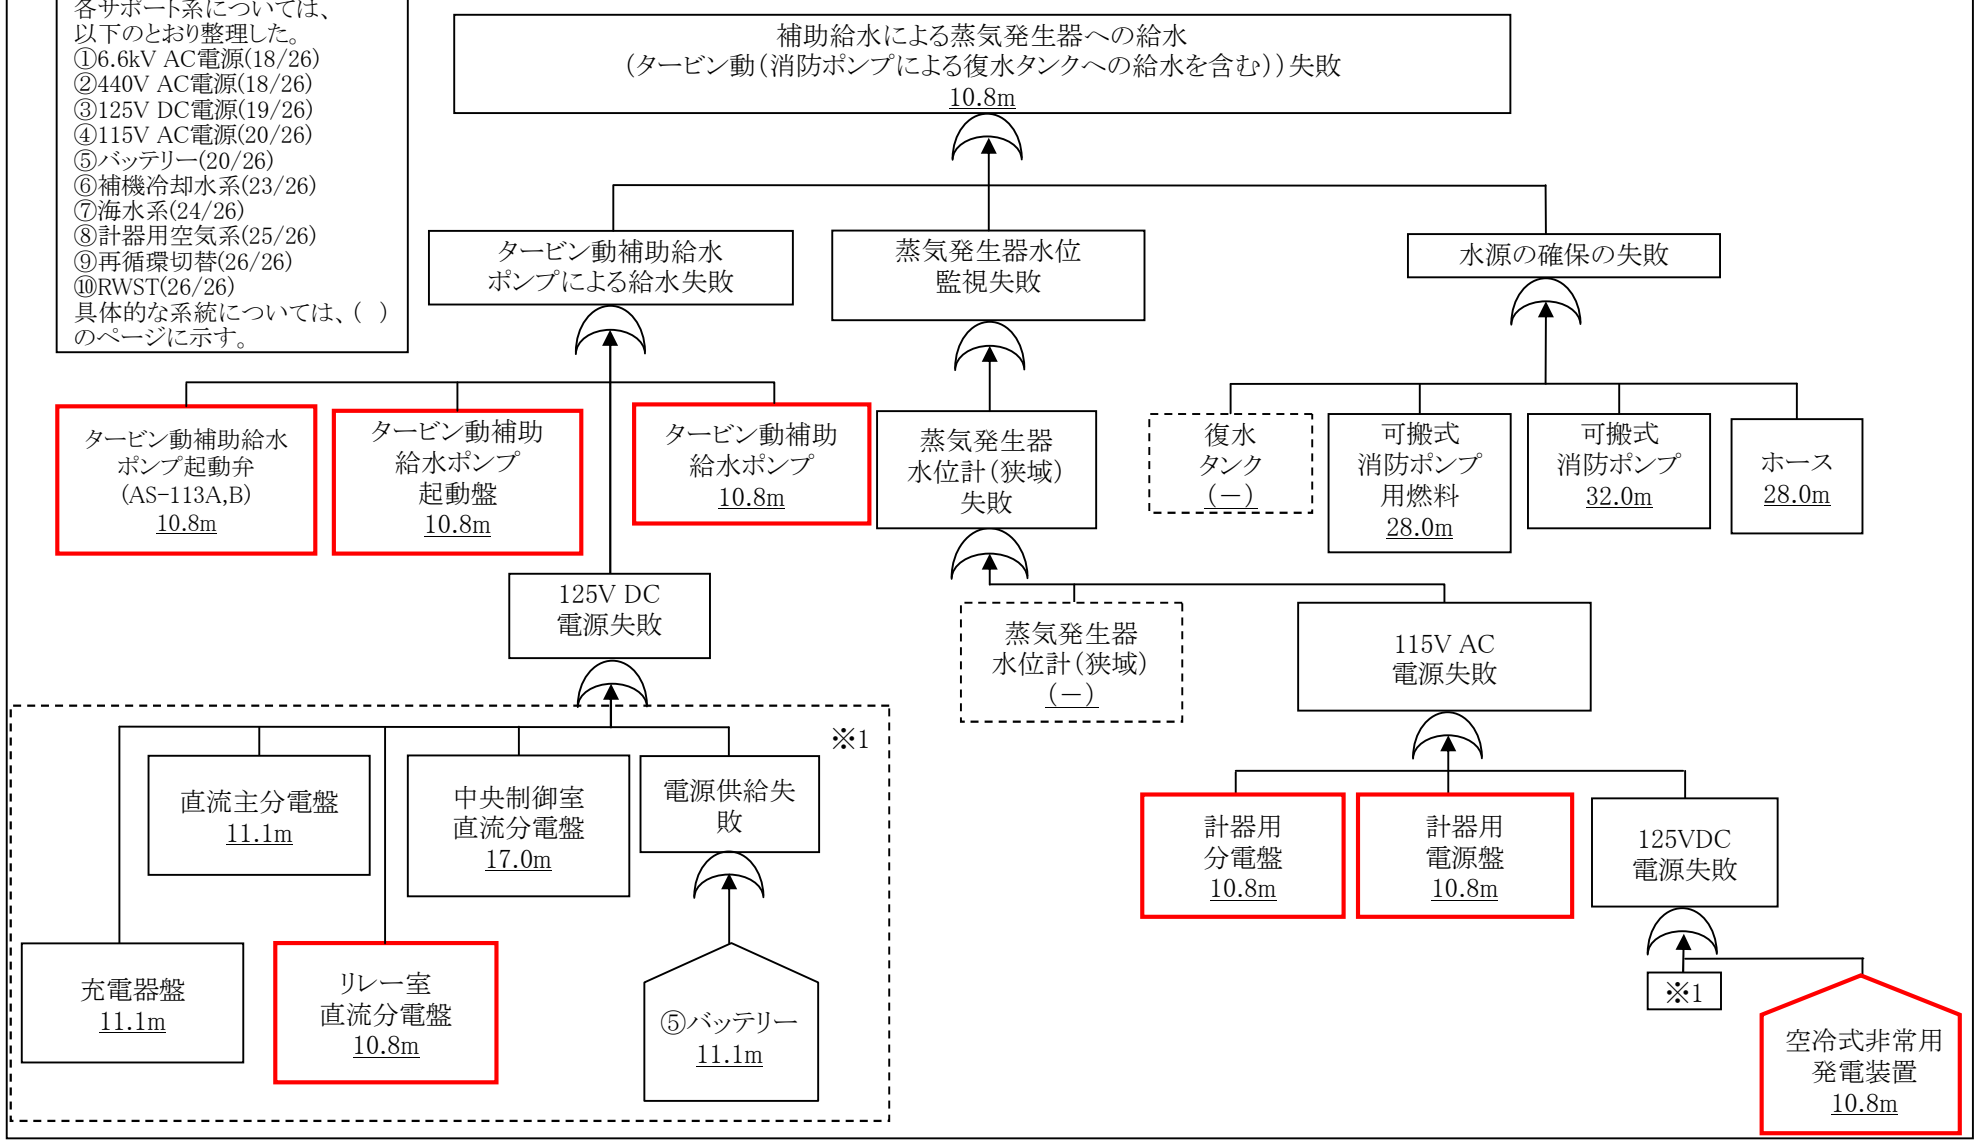 各サポート系については、
以下のとおり整理した。
①6.6kV AC電源(18/26)
②440V AC電源(18/26)
③125V DC電源(19/26)
④115V AC電源(20/26)
⑤バッテリー(20/26)
⑥補機冷却水系(23/26)
⑦海水系(24/26)
⑧計器用空気系(25/26)
⑨再循環切替(26/26)
⑩RWST(26/26)
具体的な系統については、( )
のページに示す。
補助給水による蒸気発生器への給水
(タービン動(消防ポンプによる復水タンクへの給水を含む))失敗
10.8m
タービン動補助給水
ポンプによる給水失敗
蒸気発生器水位
監視失敗
水源の確保の失敗
タービン動補助給水
ポンプ起動弁
(AS-113A,B)
10.8m
タービン動補助
給水ポンプ
起動盤
10.8m
タービン動補助
給水ポンプ
10.8m
蒸気発生器
水位計(狭域)
失敗
復水
タンク
(－)
可搬式
消防ポンプ
用燃料
28.0m
可搬式
消防ポンプ
32.0m
ホース
28.0m
125V DC
電源失敗
蒸気発生器
水位計(狭域)
(－)
115V AC
電源失敗
※1
直流主分電盤
11.1m
中央制御室
直流分電盤
17.0m
電源供給失
敗
計器用
分電盤
10.8m
計器用
電源盤
10.8m
125VDC
電源失敗
充電器盤
11.1m
リレー室
直流分電盤
10.8m
⑤バッテリー
11.1m
※1
空冷式非常用
発電装置
10.8m